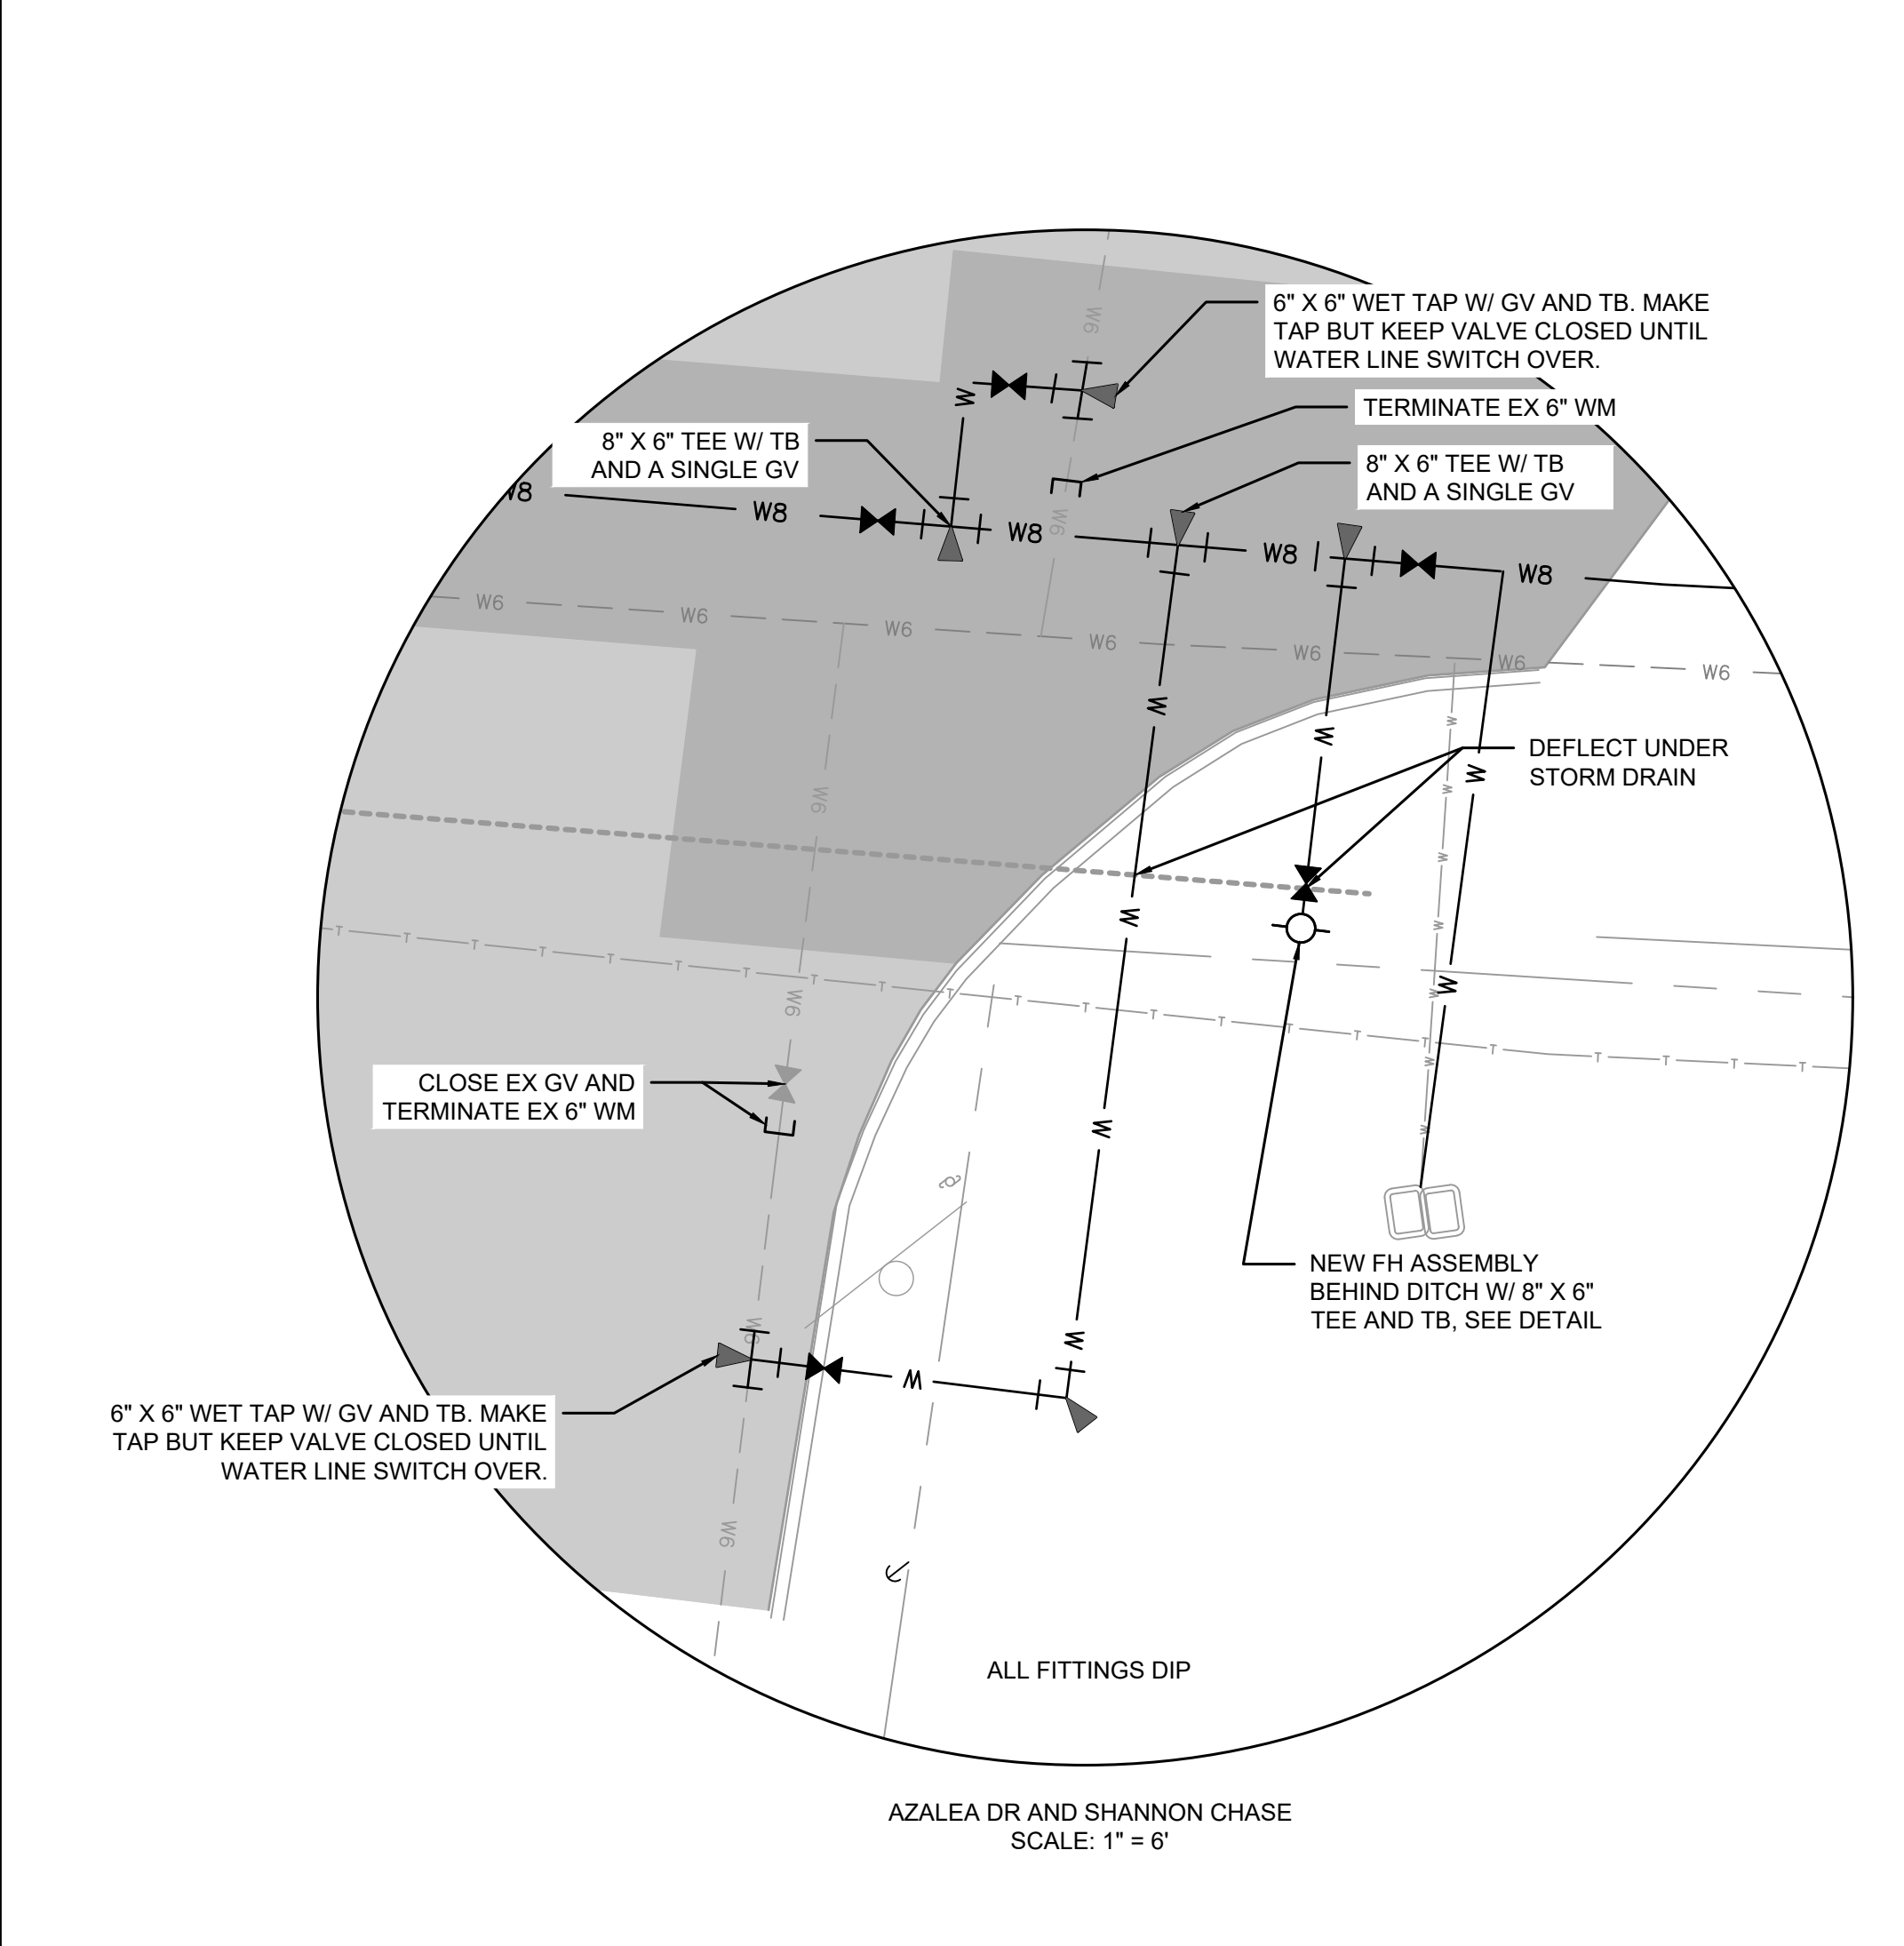 6" X 6" WET TAP W/ GV AND TB. MAKE
TAP BUT KEEP VALVE CLOSED UNTIL
WATER LINE SWITCH OVER.
TERMINATE EX 6" WM
8" X 6" TEE W/ TB
AND A SINGLE GV
8" X 6" TEE W/ TB
AND A SINGLE GV
W6
W
W8
W8
W8
W6
W8
W8
W6
W6
W6
W6
W6
W6
W6
W
W
W
W
W
W
W
DEFLECT UNDER
STORM DRAIN
W6
W
W
W
T T T T T T T T T T T T T T T T T T T T T T
W6
W
W
W
CLOSE EX GV AND
TERMINATE EX 6" WM
W
NEW FH ASSEMBLY
BEHIND DITCH W/ 8" X 6"
TEE AND TB, SEE DETAIL
W6
W
W
6" X 6" WET TAP W/ GV AND TB. MAKE
TAP BUT KEEP VALVE CLOSED UNTIL
WATER LINE SWITCH OVER.
W6
ALL FITTINGS DIP
AZALEA DR AND SHANNON CHASE
SCALE: 1" = 6'